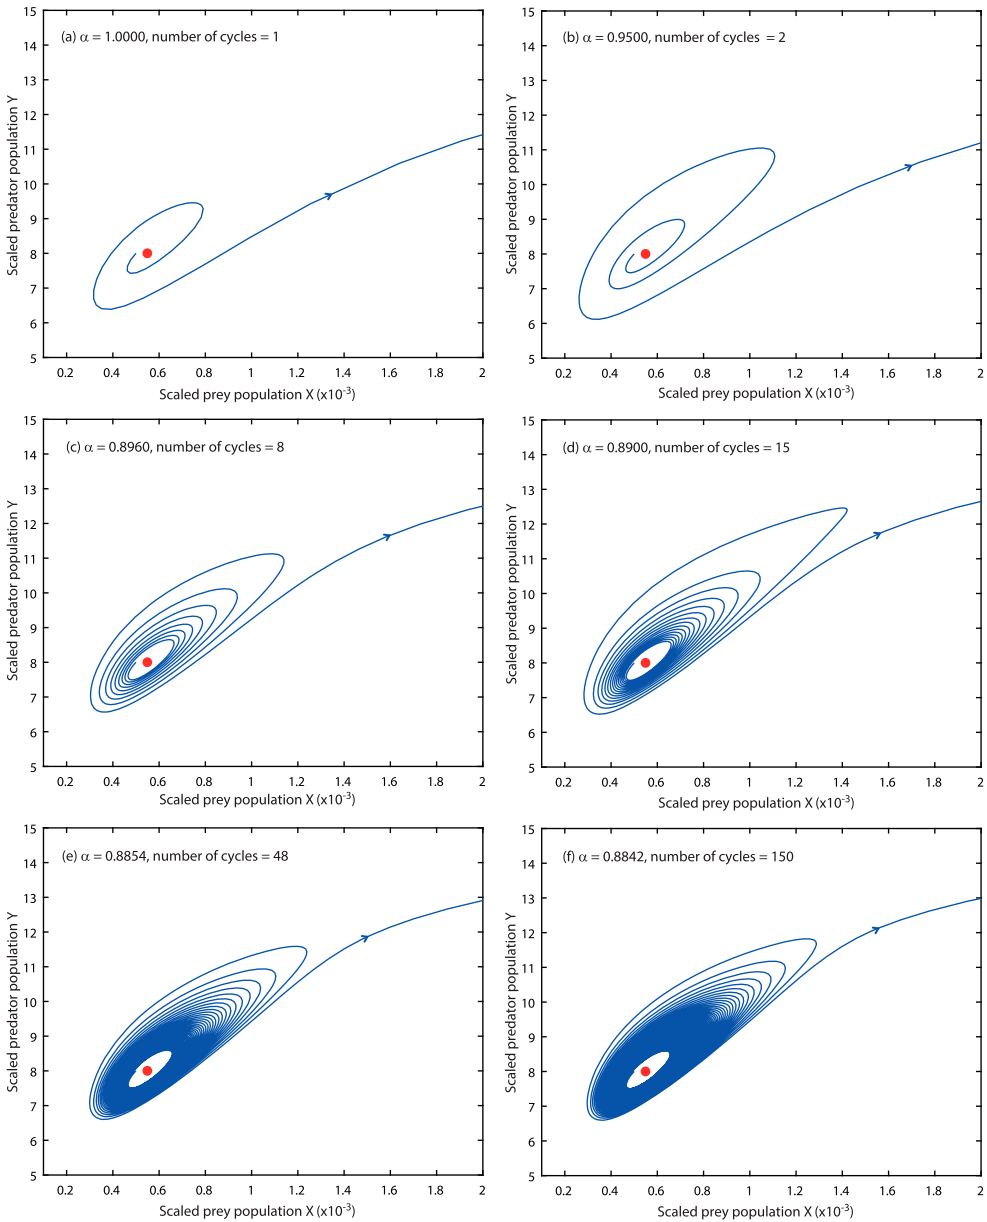 (a) α = 1.0000, number of cycles = 1
Scaled predator population Y
15
14
13
12
11
10
9
8
7
6
5
0.2 0.4 0.6 0.8 1 1.2 1.4 1.6 1.8 2
Scaled prey population X (x10-3)
(b) α = 0.9500, number of cycles = 2
Scaled predator population Y
15
14
13
12
11
10
9
8
7
6
5
0.2 0.4 0.6 0.8 1 1.2 1.4 1.6 1.8 2
Scaled prey population X (x10-3)
(c) α = 0.8960, number of cycles = 8
Scaled predator population Y
15
14
13
12
11
10
9
8
7
6
5
0.2 0.4 0.6 0.8 1 1.2 1.4 1.6 1.8 2
Scaled prey population X (x10-3)
(d) α = 0.8900, number of cycles = 15
Scaled predator population Y
15
14
13
12
11
10
9
8
7
6
5
0.2 0.4 0.6 0.8 1 1.2 1.4 1.6 1.8 2
Scaled prey population X (x10-3)
(e) α = 0.8854, number of cycles = 48
Scaled predator population Y
15
14
13
12
11
10
9
8
7
6
5
0.2 0.4 0.6 0.8 1 1.2 1.4 1.6 1.8 2
Scaled prey population X (x10-3)
(f) α = 0.8842, number of cycles = 150
Scaled predator population Y
15
14
13
12
11
10
9
8
7
6
5
0.2 0.4 0.6 0.8 1 1.2 1.4 1.6 1.8 2
Scaled prey population X (x10-3)